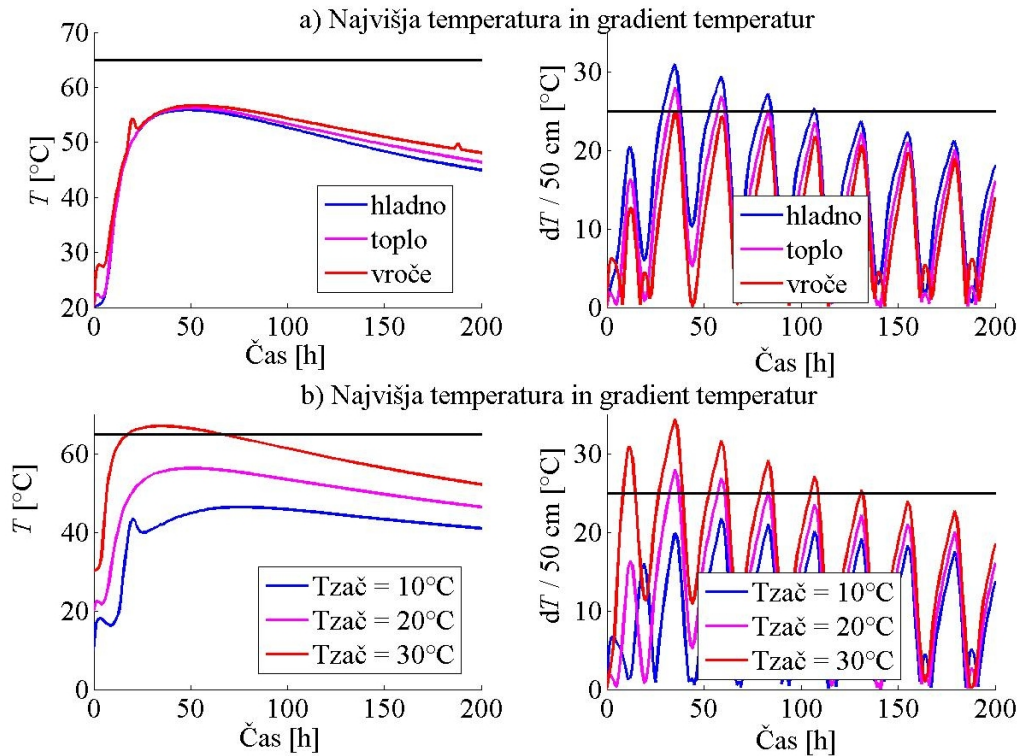 a) Najvišja temperatura in gradient temperatur
70
60
50
40
30
20
T [°C]
0 50 100 150 200
Čas [h]
hladno
toplo
vroče
30
20
10
0
dT / 50 cm [°C]
0 50 100 150 200
Čas [h]
hladno
toplo
vroče
b) Najvišja temperatura in gradient temperatur
60
40
20
0
T [°C]
0 50 100 150 200
Čas [h]
Tzač = 10°C
Tzač = 20°C
Tzač = 30°C
30
20
10
0
dT / 50 cm [°C]
0 50 100 150 200
Čas [h]
Tzač = 10°C
Tzač = 20°C
Tzač = 30°C